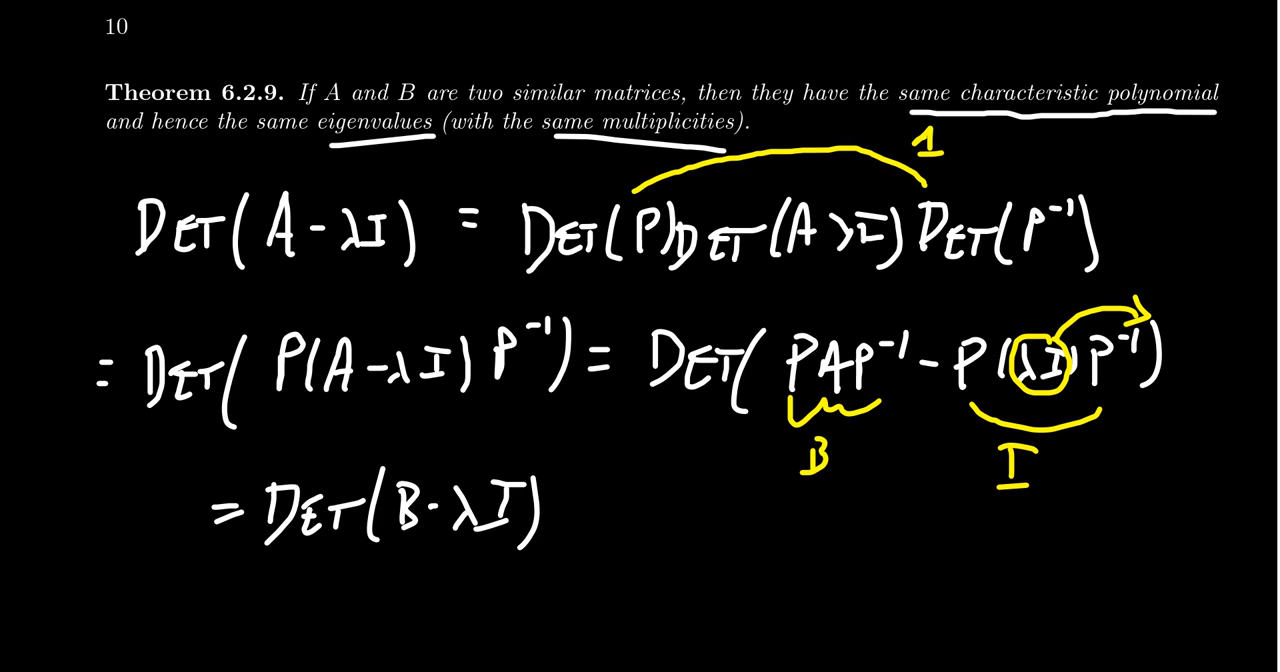 10
Theorem 6.2.9. If A and B are two similar matrices, then they have the same characteristic polynomial
and hence the same eigenvalues (with the same multiplicities).
1
DET(A - λI) = DET(P)DET(A λI)DET(P⁻¹)
= DET(P(A - λI)P⁻¹) = DET(PAP⁻¹ - P(λI)P⁻¹)
B I
= DET(B - λI)